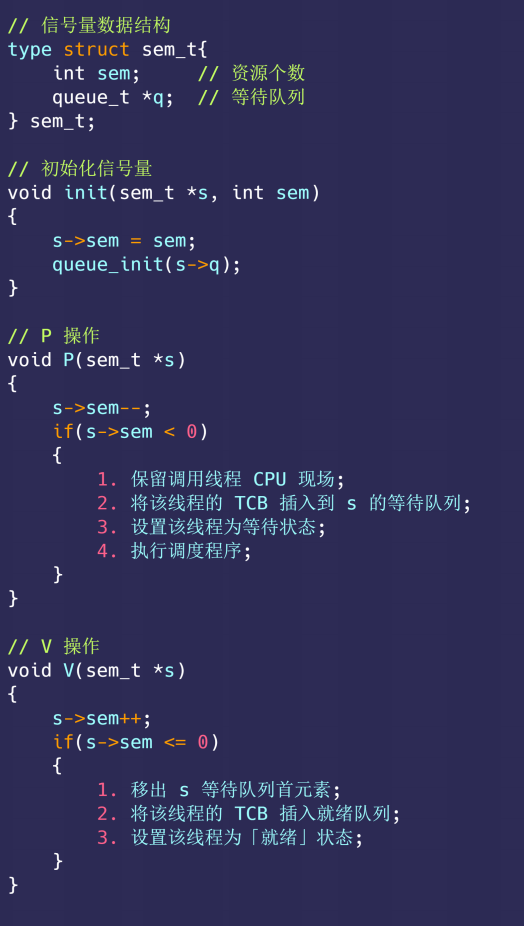 // 信号量数据结构
type struct sem_t{
    int sem;     // 资源个数
    queue_t *q;  // 等待队列
} sem_t;

// 初始化信号量
void init(sem_t *s, int sem)
{
    s->sem = sem;
    queue_init(s->q);
}

// P 操作
void P(sem_t *s)
{
    s->sem--;
    if(s->sem < 0)
    {
        1. 保留调用线程 CPU 现场;
        2. 将该线程的 TCB 插入到 s 的等待队列;
        3. 设置该线程为等待状态;
        4. 执行调度程序;
    }
}

// V 操作
void V(sem_t *s)
{
    s->sem++;
    if(s->sem <= 0)
    {
        1. 移出 s 等待队列首元素;
        2. 将该线程的 TCB 插入就绪队列;
        3. 设置该线程为「就绪」状态;
    }
}